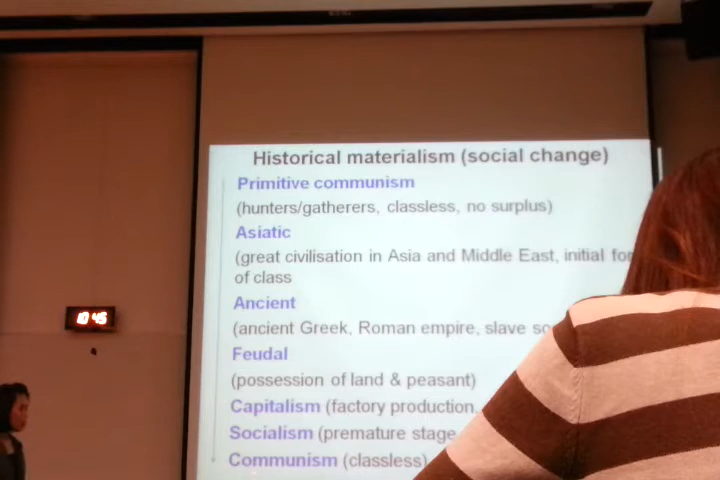 Historical materialism (social change)
Primitive communism
(hunters/gatherers, classless, no surplus)
Asiatic
(great civilisation in Asia and Middle East, initial
of class
Ancient
(ancient Greek, Roman empire, slave
Feudal
(possession of land & peasant)
Capitalism (factory production
Socialism (premature stage
Communism (classless)
10:45